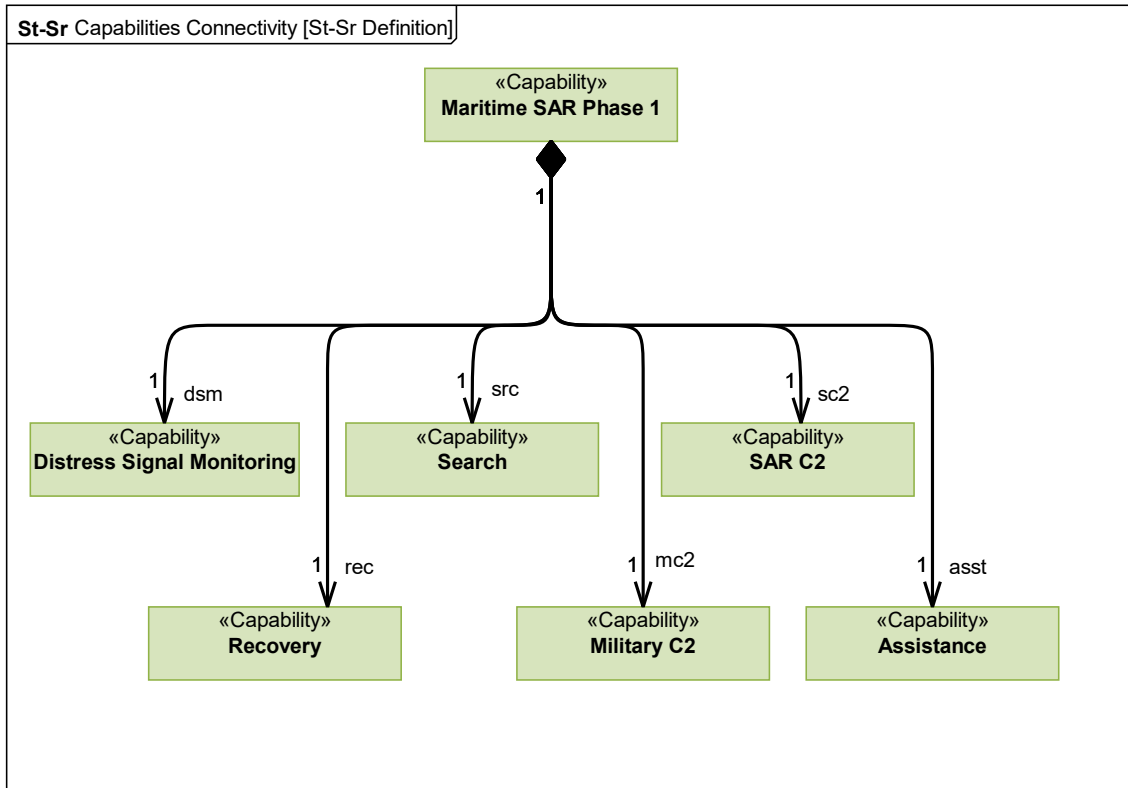 St-Sr Capabilities Connectivity [St-Sr Definition]
«Capability»
Maritime SAR Phase 1
1
1
dsm
1
src
1
sc2
«Capability»
Distress Signal Monitoring
«Capability»
Search
«Capability»
SAR C2
1
rec
1
mc2
1
asst
«Capability»
Recovery
«Capability»
Military C2
«Capability»
Assistance